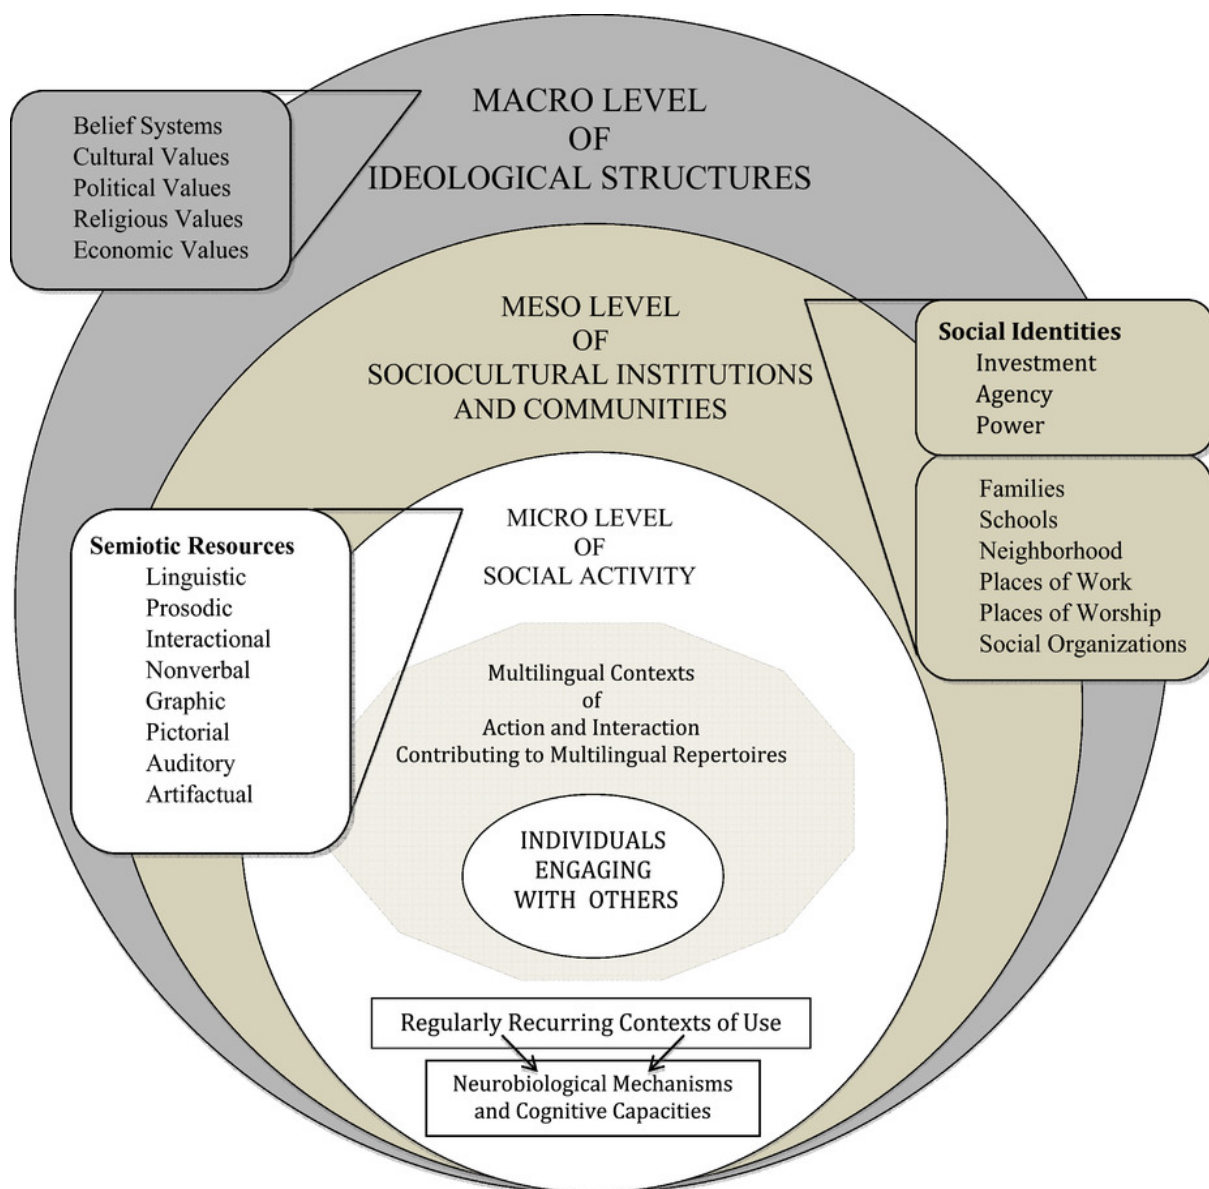 MACRO LEVEL
OF
IDEOLOGICAL STRUCTURES
Belief Systems
Cultural Values
Political Values
Religious Values
Economic Values
MESO LEVEL
OF
SOCIOCULTURAL INSTITUTIONS
AND COMMUNITIES
Social Identities
Investment
Agency
Power
Families
Schools
Neighborhood
Places of Work
Places of Worship
Social Organizations
MICRO LEVEL
OF
SOCIAL ACTIVITY
Semiotic Resources
Linguistic
Prosodic
Interactional
Nonverbal
Graphic
Pictorial
Auditory
Artifactual
Multilingual Contexts
of
Action and Interaction
Contributing to Multilingual Repertoires
INDIVIDUALS
ENGAGING
WITH OTHERS
Regularly Recurring Contexts of Use
Neurobiological Mechanisms
and Cognitive Capacities